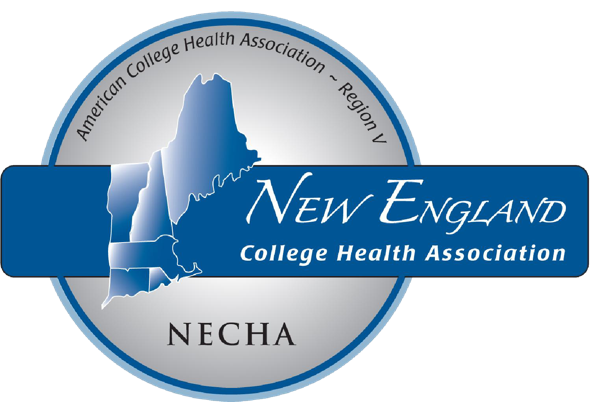 American College Health Association ~ Region V
New England
College Health Association
NECHA